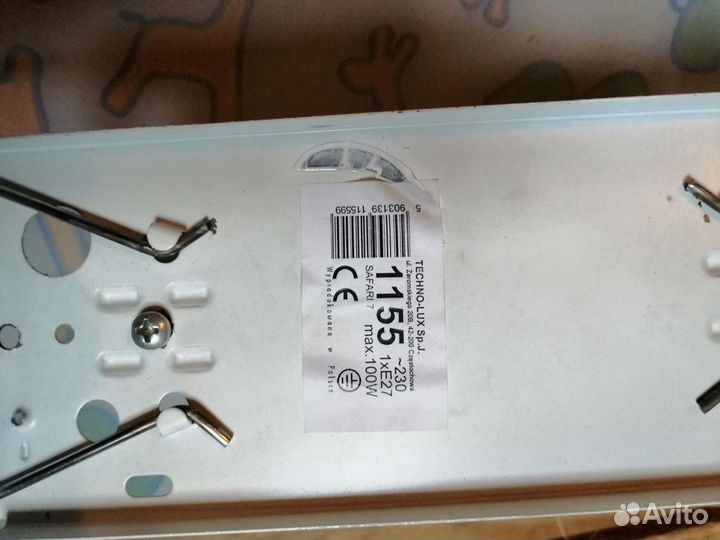 TECHNO-LUX Sp.J.
ul. Żeromskiego 20B, 42-200 Częstochowa
1155
~230
1xE27
SAFARI 7
max.100W
CE
Wyprodukowano w Polsce
5 903139 115599
Avito